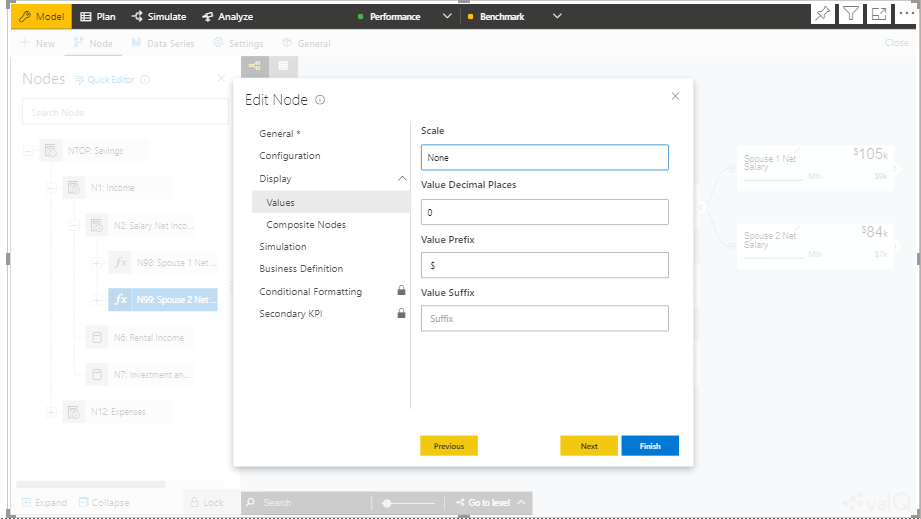 Model Plan Simulate Analyze Performance Benchmark
New Node Data Series Settings General Close
Nodes Quick Editor
Search Node
NTOP: Savings
N1: Income
N2: Salary Net Inco...
N98: Spouse 1 Net ...
N99: Spouse 2 Net ...
N6: Rental Income
N7: Investment an...
N12: Expenses
Expand Collapse Lock
Edit Node
General *
Configuration
Display
Values
Composite Nodes
Simulation
Business Definition
Conditional Formatting
Secondary KPI
Scale
None
Value Decimal Places
0
Value Prefix
$
Value Suffix
Suffix
Previous Next Finish
Spouse 1 Net
Salary
$105k
Mth $9k
Spouse 2 Net
Salary
$84k
Mth $7k
Search Go to level
valQ